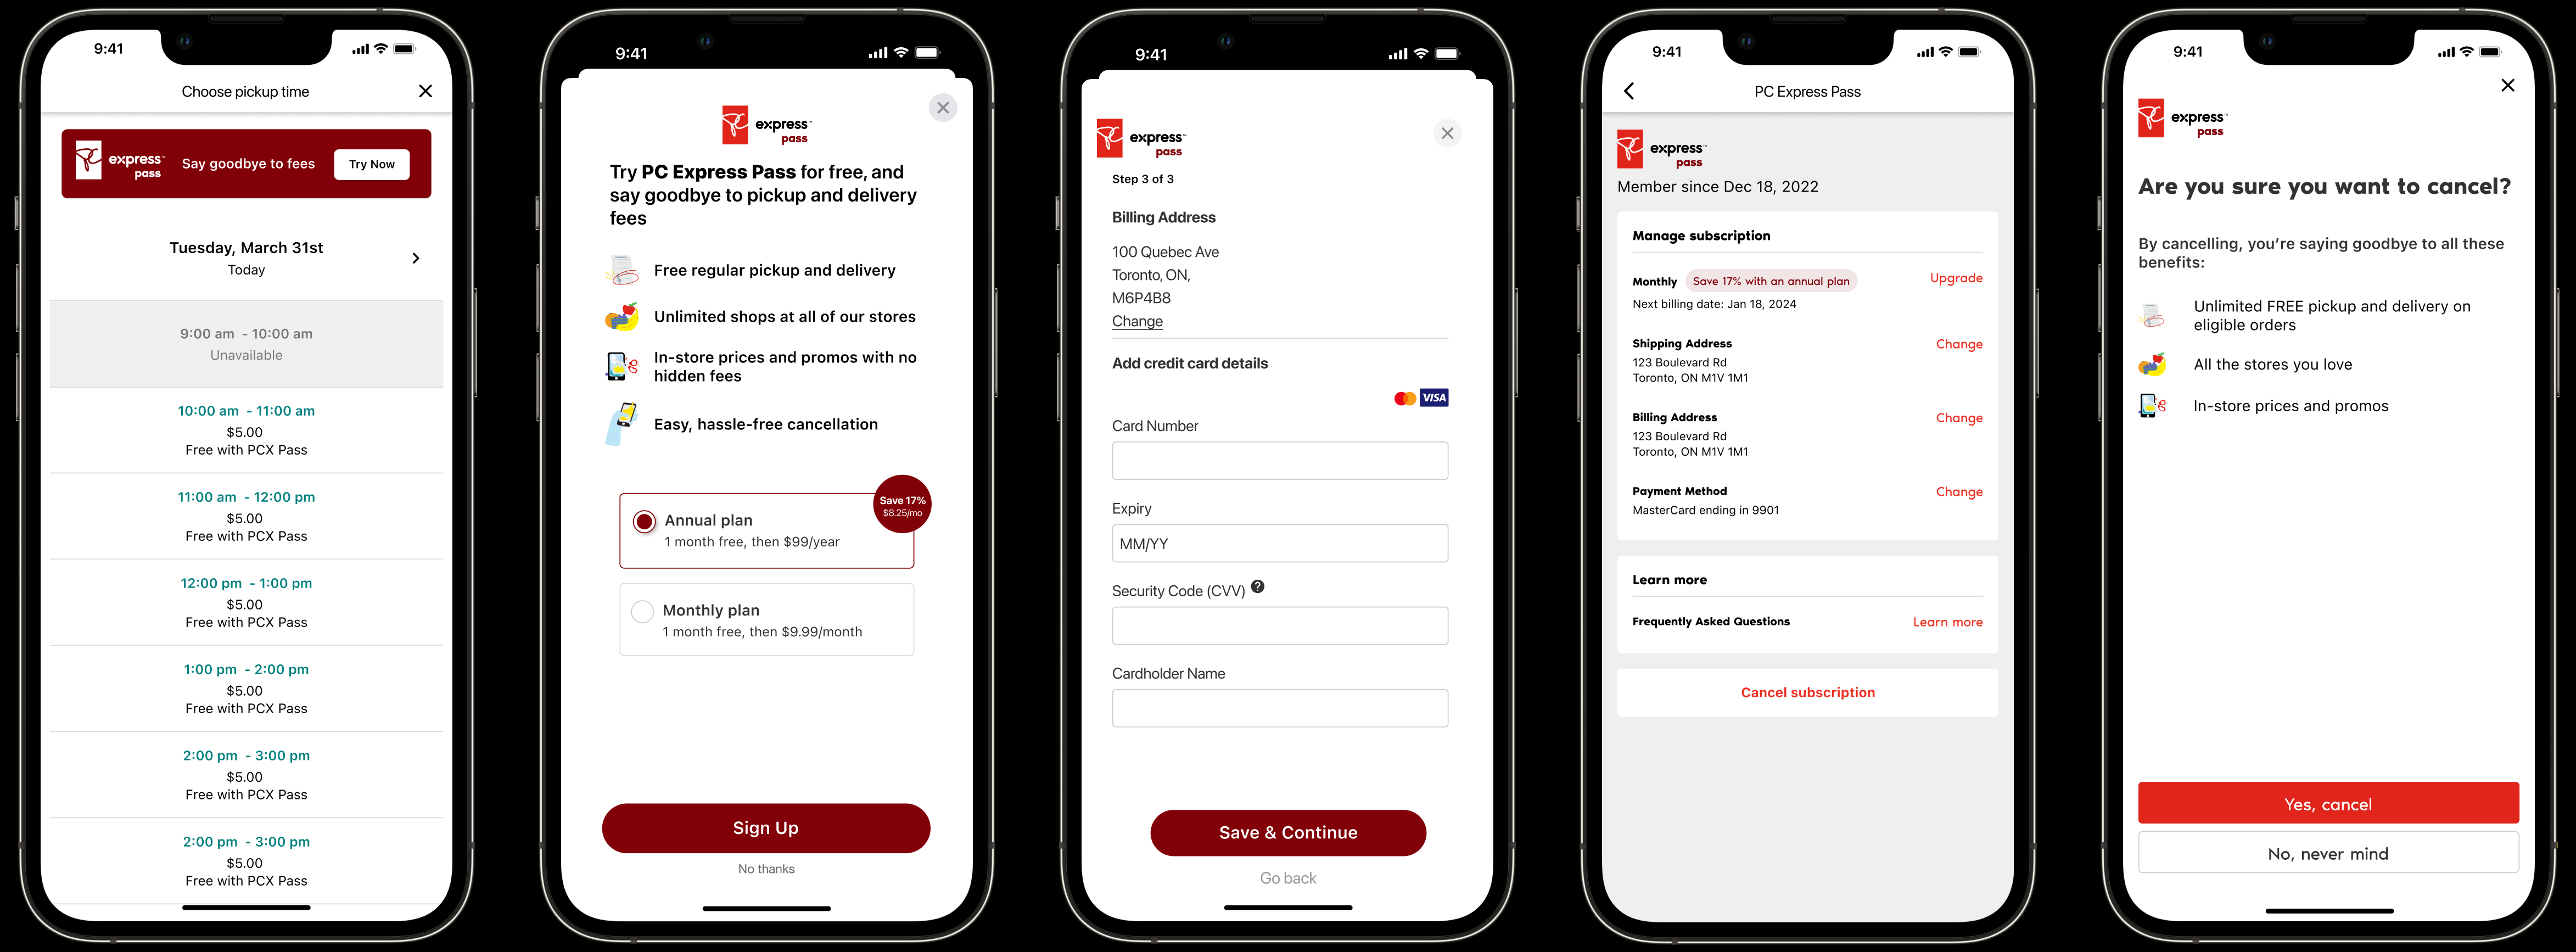 9:41
Choose pickup time
express™
pass
Say goodbye to fees
Try Now
Tuesday, March 31st
Today
9:00 am - 10:00 am
Unavailable
10:00 am - 11:00 am
$5.00
Free with PCX Pass
11:00 am - 12:00 pm
$5.00
Free with PCX Pass
12:00 pm - 1:00 pm
$5.00
Free with PCX Pass
1:00 pm - 2:00 pm
$5.00
Free with PCX Pass
2:00 pm - 3:00 pm
$5.00
Free with PCX Pass
2:00 pm - 3:00 pm
$5.00
Free with PCX Pass
9:41
express™
pass
Try PC Express Pass for free, and
say goodbye to pickup and delivery
fees
Free regular pickup and delivery
Unlimited shops at all of our stores
In-store prices and promos with no
hidden fees
Easy, hassle-free cancellation
Save 17%
$8.25/mo
Annual plan
1 month free, then $99/year
Monthly plan
1 month free, then $9.99/month
Sign Up
No thanks
9:41
express™
pass
Step 3 of 3
Billing Address
100 Quebec Ave
Toronto, ON,
M6P4B8
Change
Add credit card details
VISA
Card Number
Expiry
MM/YY
Security Code (CVV) ?
Cardholder Name
Save & Continue
Go back
9:41
PC Express Pass
express™
pass
Member since Dec 18, 2022
Manage subscription
Monthly Save 17% with an annual plan Upgrade
Next billing date: Jan 18, 2024
Shipping Address Change
123 Boulevard Rd
Toronto, ON M1V 1M1
Billing Address Change
123 Boulevard Rd
Toronto, ON M1V 1M1
Payment Method Change
MasterCard ending in 9901
Learn more
Frequently Asked Questions Learn more
Cancel subscription
9:41
express™
pass
Are you sure you want to cancel?
By cancelling, you're saying goodbye to all these
benefits:
Unlimited FREE pickup and delivery on
eligible orders
All the stores you love
In-store prices and promos
Yes, cancel
No, never mind